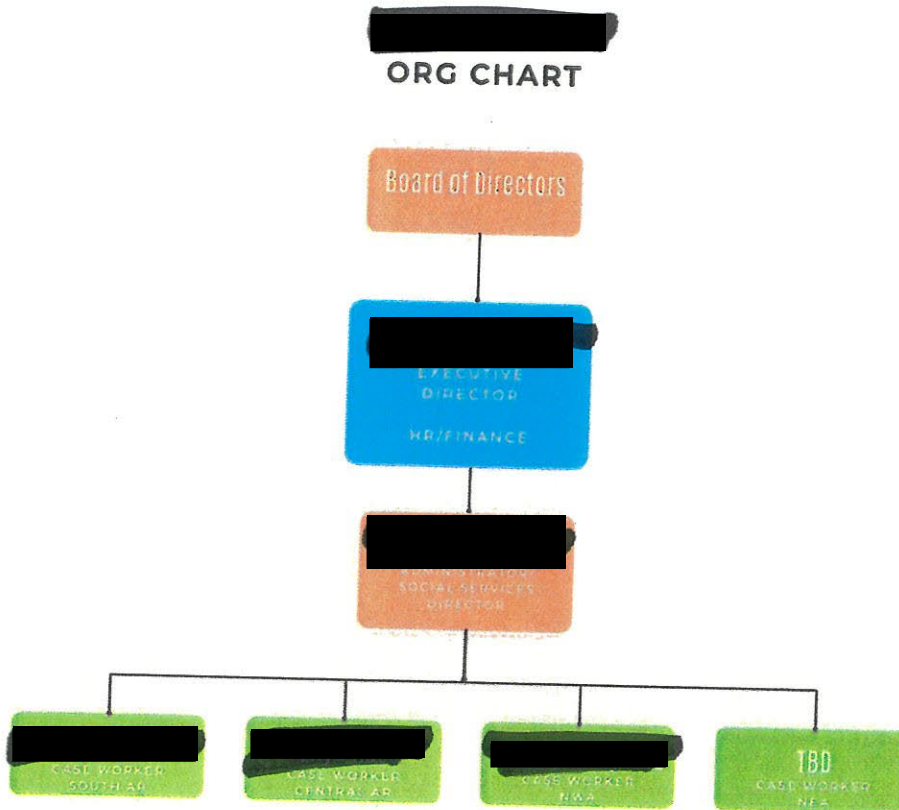 ORG CHART
Board of Directors
EXECUTIVE
DIRECTOR
HR/FINANCE
ADMINISTRATOR/
SOCIAL SERVICES
DIRECTOR
CASE WORKER
SOUTH AR
CASE WORKER
CENTRAL AR
CASE WORKER
NWA
TBD
CASE WORKER
NEA